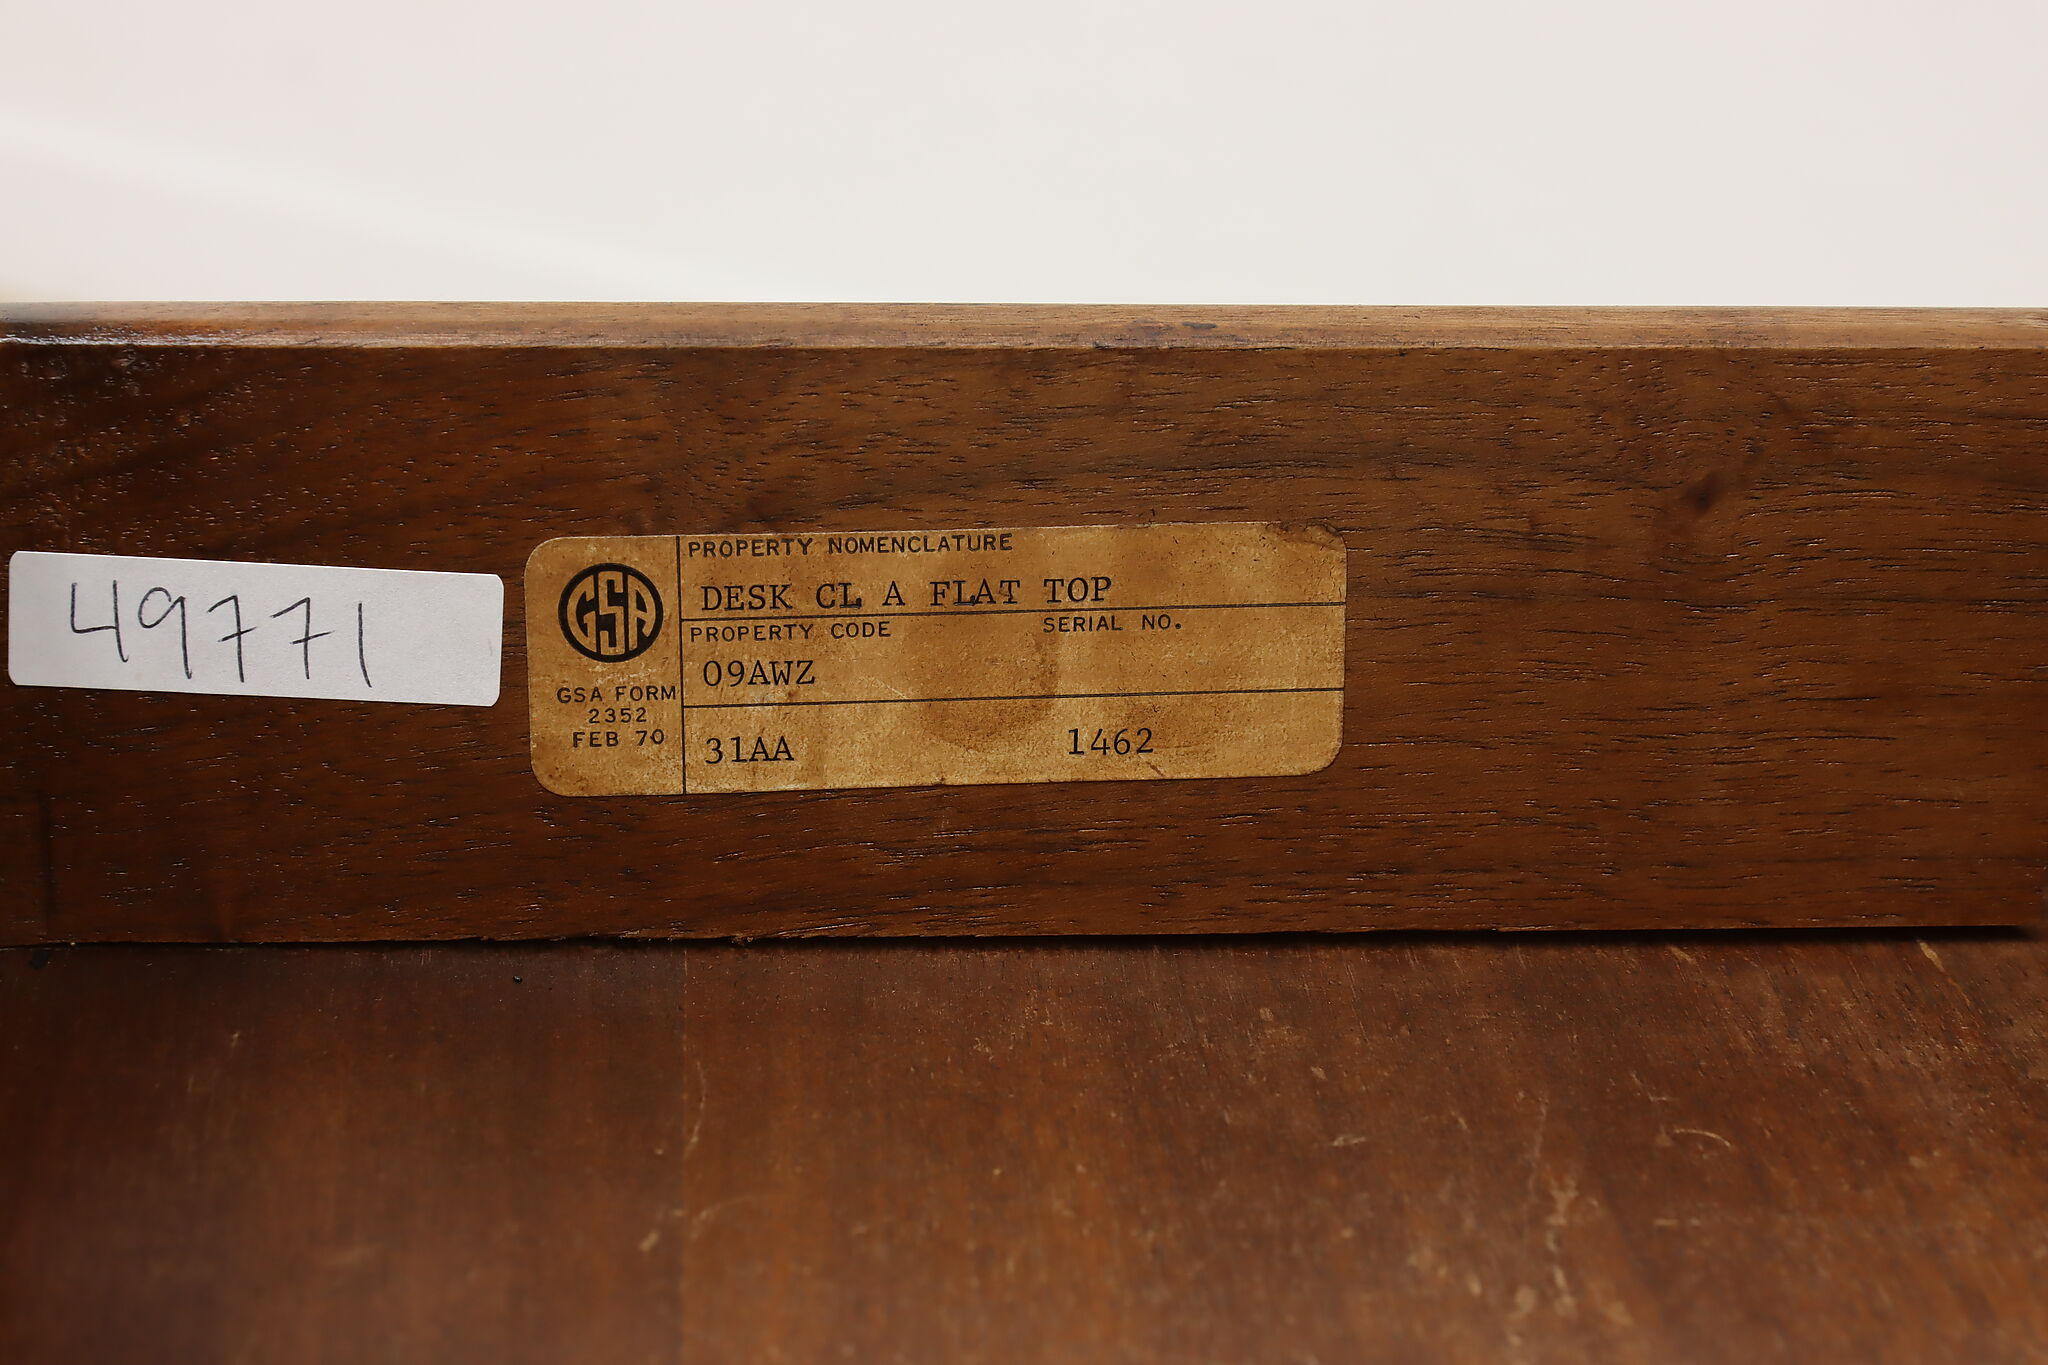 49771
GSA
GSA FORM
2352
FEB 70
PROPERTY NOMENCLATURE
DESK CL A FLAT TOP
PROPERTY CODE SERIAL NO.
09AWZ
31AA 1462